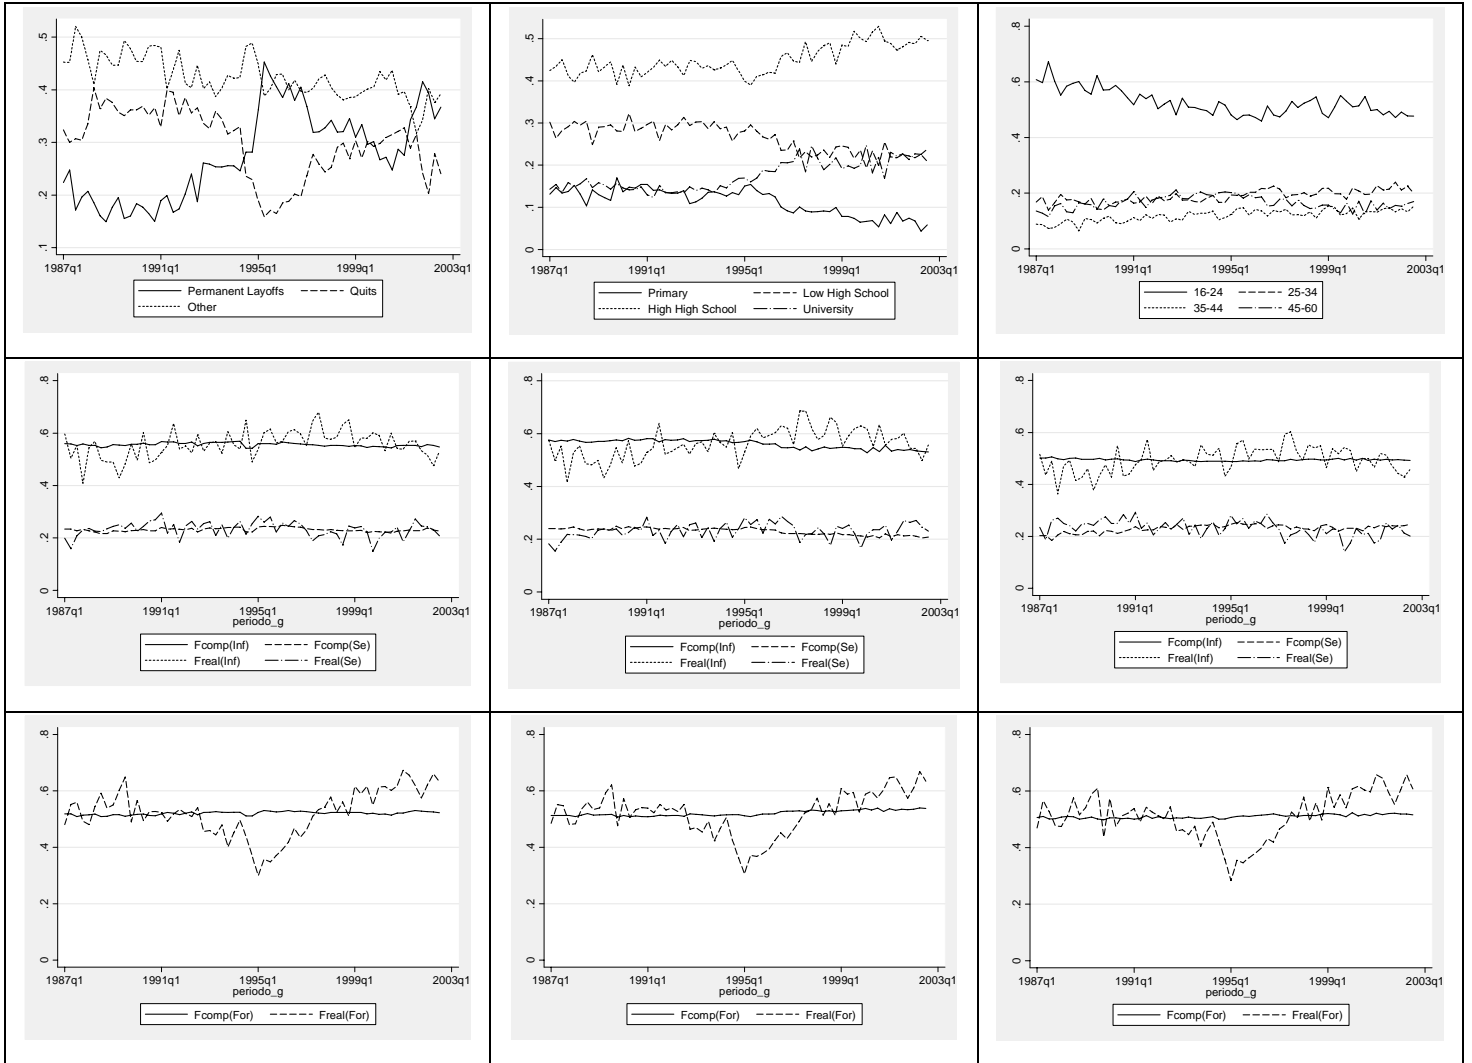 .5
.4
.3
.2
.1
1987q1 1991q1 1995q1 1999q1 2003q1
Permanent Layoffs Quits
Other
.5
.4
.3
.2
.1
0
1987q1 1991q1 1995q1 1999q1 2003q1
Primary Low High School
High High School University
.8
.6
.4
.2
0
1987q1 1991q1 1995q1 1999q1 2003q1
16-24 25-34
35-44 45-60
.8
.6
.4
.2
0
1987q1 1991q1 1995q1 1999q1 2003q1
periodo_g
Fcomp(Inf) Fcomp(Se)
Freal(Inf) Freal(Se)
.8
.6
.4
.2
0
1987q1 1991q1 1995q1 1999q1 2003q1
periodo_g
Fcomp(Inf) Fcomp(Se)
Freal(Inf) Freal(Se)
.8
.6
.4
.2
0
1987q1 1991q1 1995q1 1999q1 2003q1
periodo_g
Fcomp(Inf) Fcomp(Se)
Freal(Inf) Freal(Se)
.8
.6
.4
.2
0
1987q1 1991q1 1995q1 1999q1 2003q1
periodo_g
Fcomp(For) Freal(For)
.8
.6
.4
.2
0
1987q1 1991q1 1995q1 1999q1 2003q1
periodo_g
Fcomp(For) Freal(For)
.8
.6
.4
.2
0
1987q1 1991q1 1995q1 1999q1 2003q1
periodo_g
Fcomp(For) Freal(For)